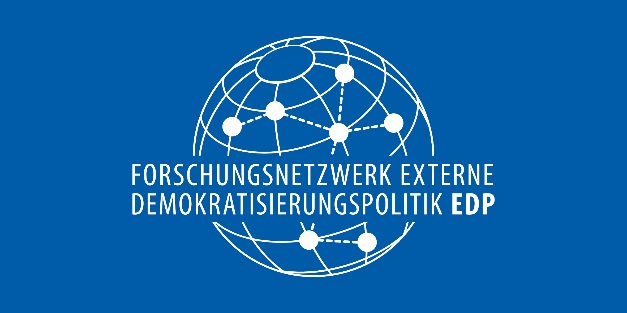 FORSCHUNGSNETZWERK EXTERNE
DEMOKRATISIERUNGSPOLITIK EDP